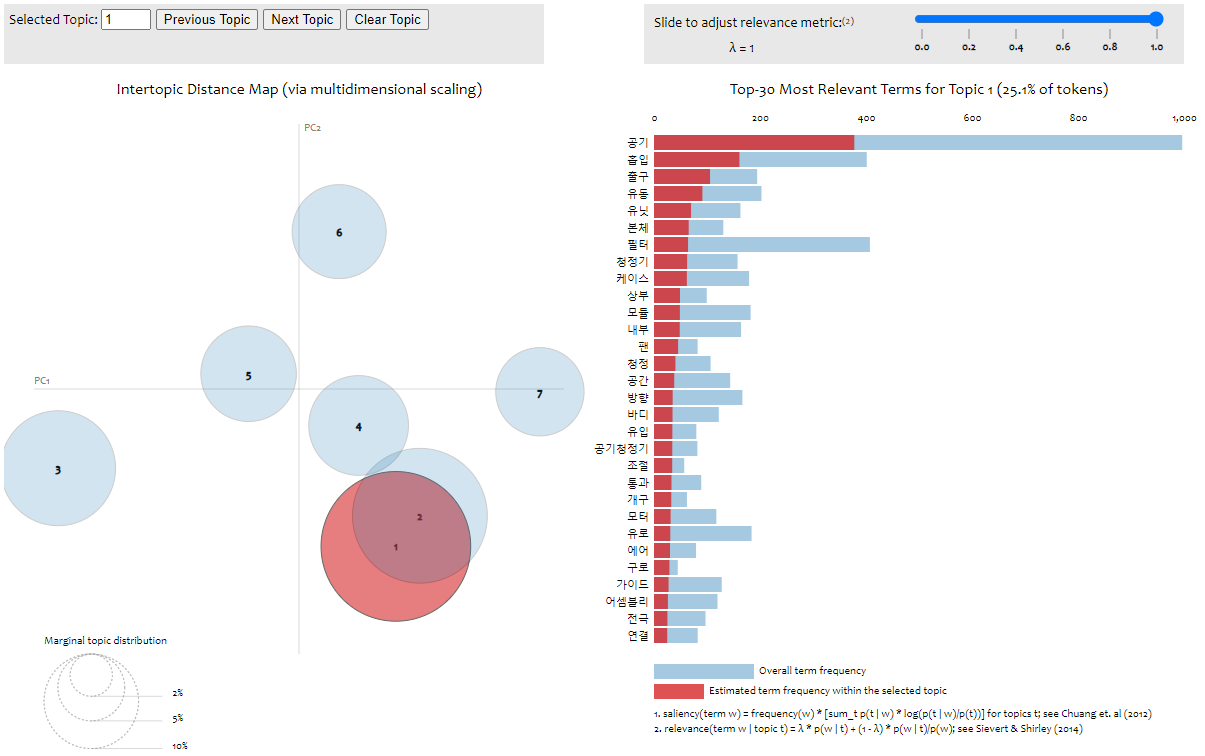 Selected Topic: 1 Previous Topic Next Topic Clear Topic
Slide to adjust relevance metric:(2)
λ = 1
0.0 0.2 0.4 0.6 0.8 1.0
Intertopic Distance Map (via multidimensional scaling)
PC2
PC1
6
5
7
4
3
2
1
Marginal topic distribution
2%
5%
10%
Top-30 Most Relevant Terms for Topic 1 (25.1% of tokens)
0 200 400 600 800 1,000
공기
흡입
출구
유동
유닛
본체
필터
청정기
케이스
상부
모듈
내부
팬
청정
공간
방향
바디
유입
공기청정기
조절
통과
개구
모터
유로
에어
구로
가이드
어셈블리
전극
연결
Overall term frequency
Estimated term frequency within the selected topic
1. saliency(term w) = frequency(w) * [sum_t p(t | w) * log(p(t | w)/p(t))] for topics t; see Chuang et. al (2012)
2. relevance(term w | topic t) = λ * p(w | t) + (1 - λ) * p(w | t)/p(w); see Sievert & Shirley (2014)